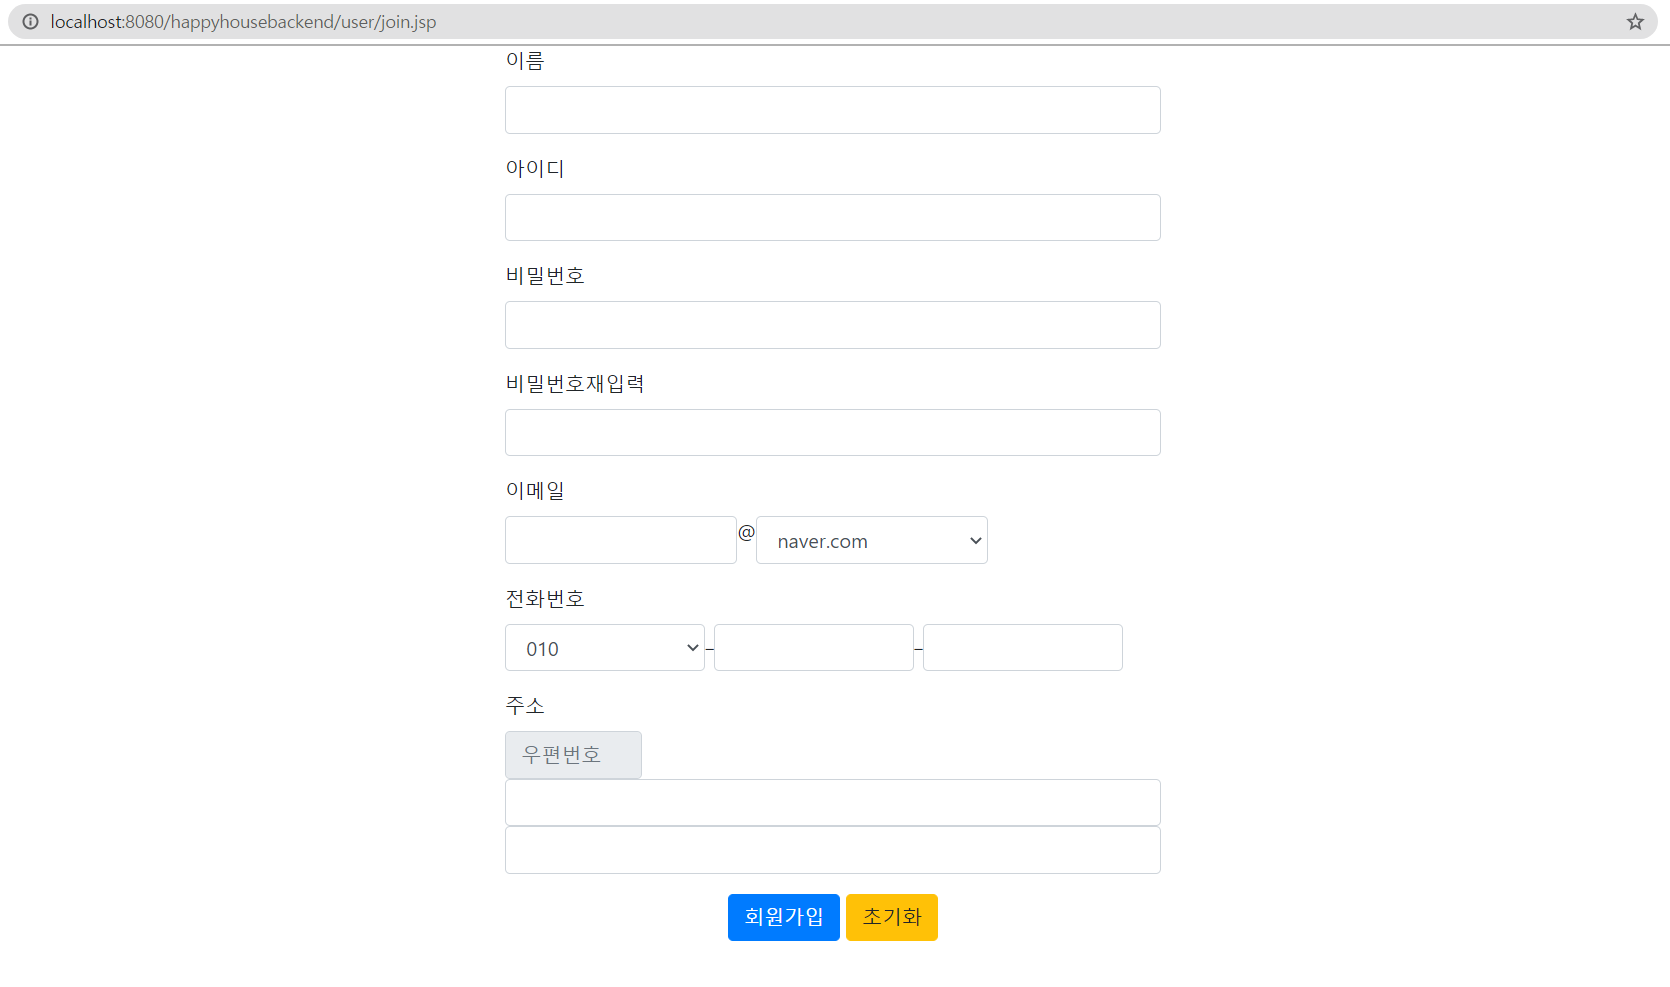 localhost:8080/happyhousebackend/user/join.jsp
이름
아이디
비밀번호
비밀번호재입력
이메일
@ naver.com
전화번호
010 - -
주소
우편번호
회원가입 초기화